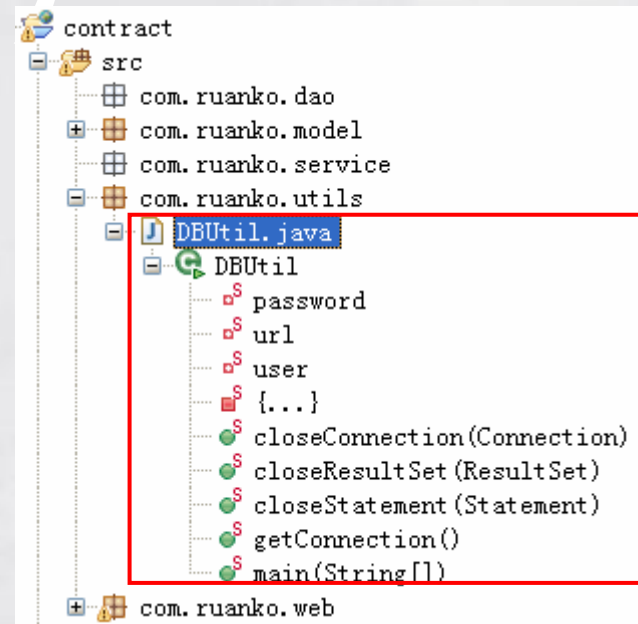 contract
src
com.ruanko.dao
com.ruanko.model
com.ruanko.service
com.ruanko.utils
DBUtil.java
DBUtil
S password
S url
S user
S {...}
S closeConnection(Connection)
S closeResultSet(ResultSet)
S closeStatement(Statement)
S getConnection()
S main(String[])
com.ruanko.web